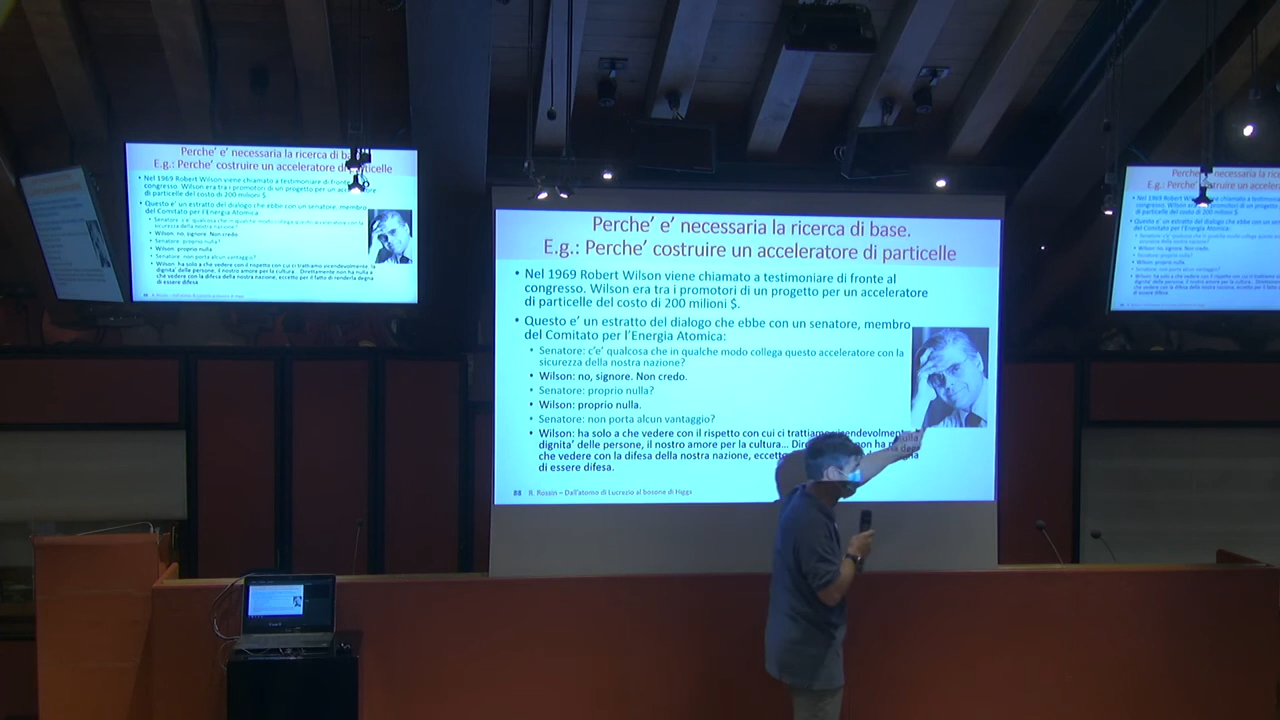 Perche' e' necessaria la ricerca di base.
E.g.: Perche' costruire un acceleratore di particelle
• Nel 1969 Robert Wilson viene chiamato a testimoniare di fronte al
congresso. Wilson era tra i promotori di un progetto per un acceleratore
di particelle del costo di 200 milioni $.
• Questo e' un estratto del dialogo che ebbe con un senatore, membro
del Comitato per l'Energia Atomica:
• Senatore: c'e' qualcosa che in qualche modo collega questo acceleratore con la
sicurezza della nostra nazione?
• Wilson: no, signore. Non credo.
• Senatore: proprio nulla?
• Wilson: proprio nulla.
• Senatore: non porta alcun vantaggio?
• Wilson: ha solo a che vedere con il rispetto con cui ci trattiamo vicendevolmente
dignita' delle persone, il nostro amore per la cultura... non ha nulla
che vedere con la difesa della nostra nazione, eccetto degna
di essere difesa.
88 R. Rossin – Dall'atomo di Lucrezio al bosone di Higgs